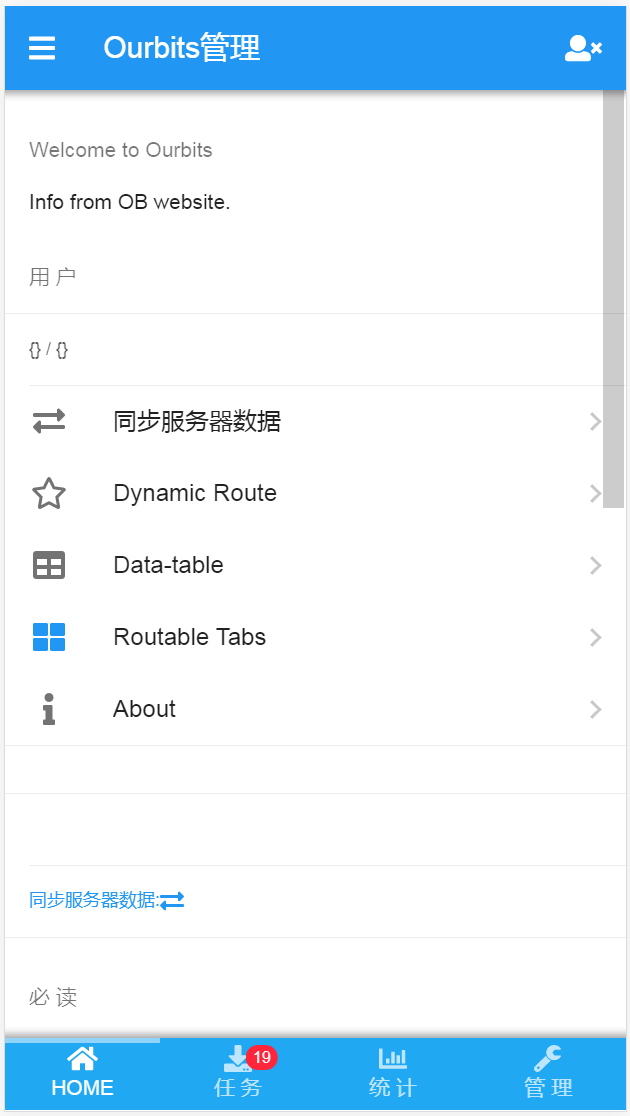 Ourbits管理
Welcome to Ourbits
Info from OB website.
用 户
{} / {}
同步服务器数据
Dynamic Route
Data-table
Routable Tabs
About
同步服务器数据:
必 读
19
HOME 任 务 统 计 管 理